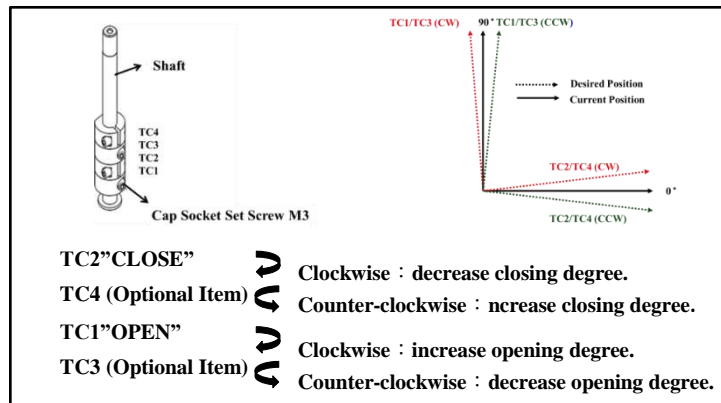 Shaft
TC4
TC3
TC2
TC1
Cap Socket Set Screw M3
TC1/TC3 (CW)
90° TC1/TC3 (CCW)
Desired Position
Current Position
TC2/TC4 (CW)
0°
TC2/TC4 (CCW)
TC2”CLOSE”
Clockwise：decrease closing degree.
TC4 (Optional Item)
Counter-clockwise：ncrease closing degree.
TC1”OPEN”
Clockwise：increase opening degree.
TC3 (Optional Item)
Counter-clockwise：decrease opening degree.